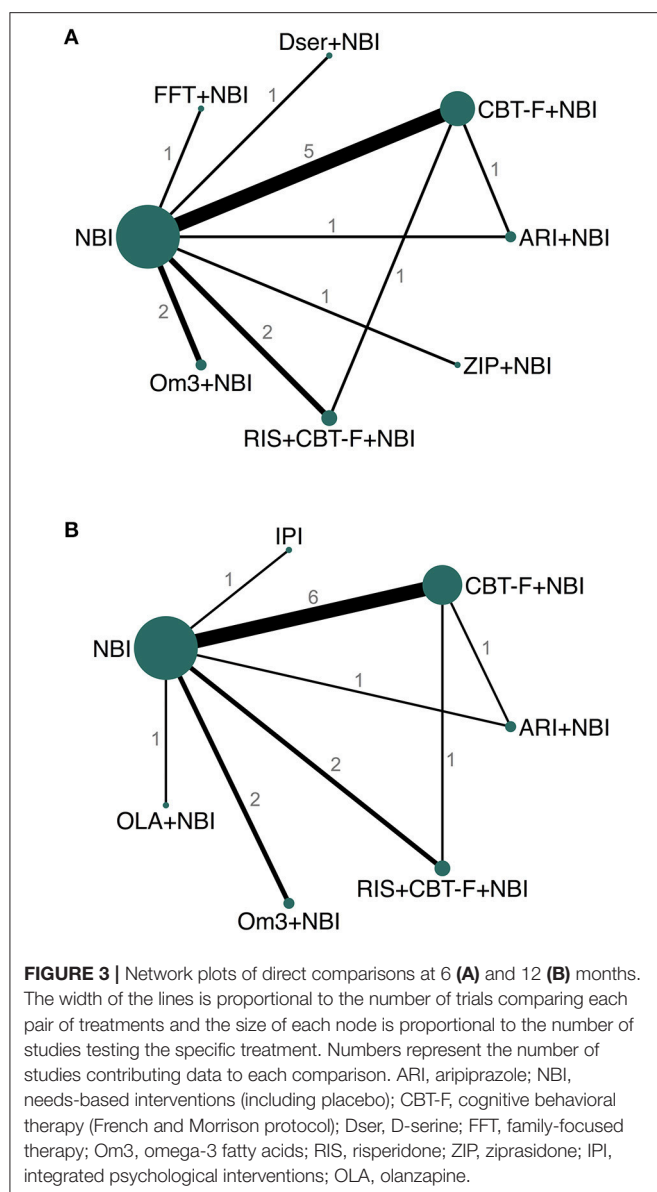 A
Dser+NBI
FFT+NBI
1
CBT-F+NBI
1
5
1
NBI
1
ARI+NBI
1
1
2
2
ZIP+NBI
Om3+NBI
RIS+CBT-F+NBI
B
IPI
1
CBT-F+NBI
6
NBI
1
1
ARI+NBI
1
2
1
2
OLA+NBI
RIS+CBT-F+NBI
Om3+NBI
FIGURE 3 | Network plots of direct comparisons at 6 (A) and 12 (B) months.
The width of the lines is proportional to the number of trials comparing each
pair of treatments and the size of each node is proportional to the number of
studies testing the specific treatment. Numbers represent the number of
studies contributing data to each comparison. ARI, aripiprazole; NBI,
needs-based interventions (including placebo); CBT-F, cognitive behavioral
therapy (French and Morrison protocol); Dser, D-serine; FFT, family-focused
therapy; Om3, omega-3 fatty acids; RIS, risperidone; ZIP, ziprasidone; IPI,
integrated psychological interventions; OLA, olanzapine.